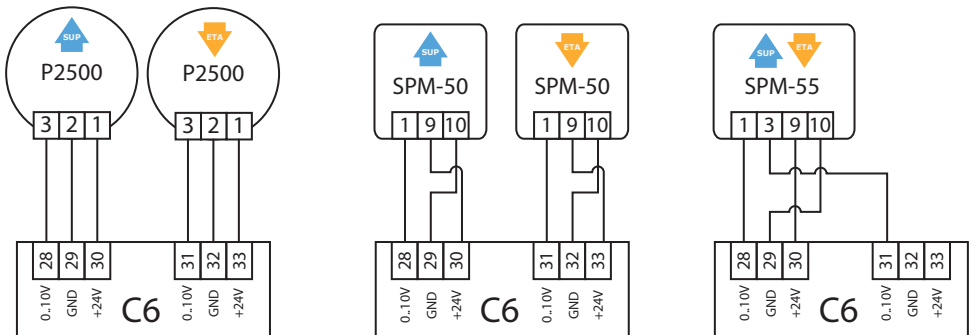 SUP
P2500
3 2 1
28 29 30
0..10V GND +24V
ETA
P2500
3 2 1
31 32 33
0..10V GND +24V
C6
SUP
SPM-50
1 9 10
28 29 30
0..10V GND +24V
ETA
SPM-50
1 9 10
31 32 33
0..10V GND +24V
C6
SUP ETA
SPM-55
1 3 9 10
28 29 30
0..10V GND +24V
31 32 33
0..10V GND +24V
C6